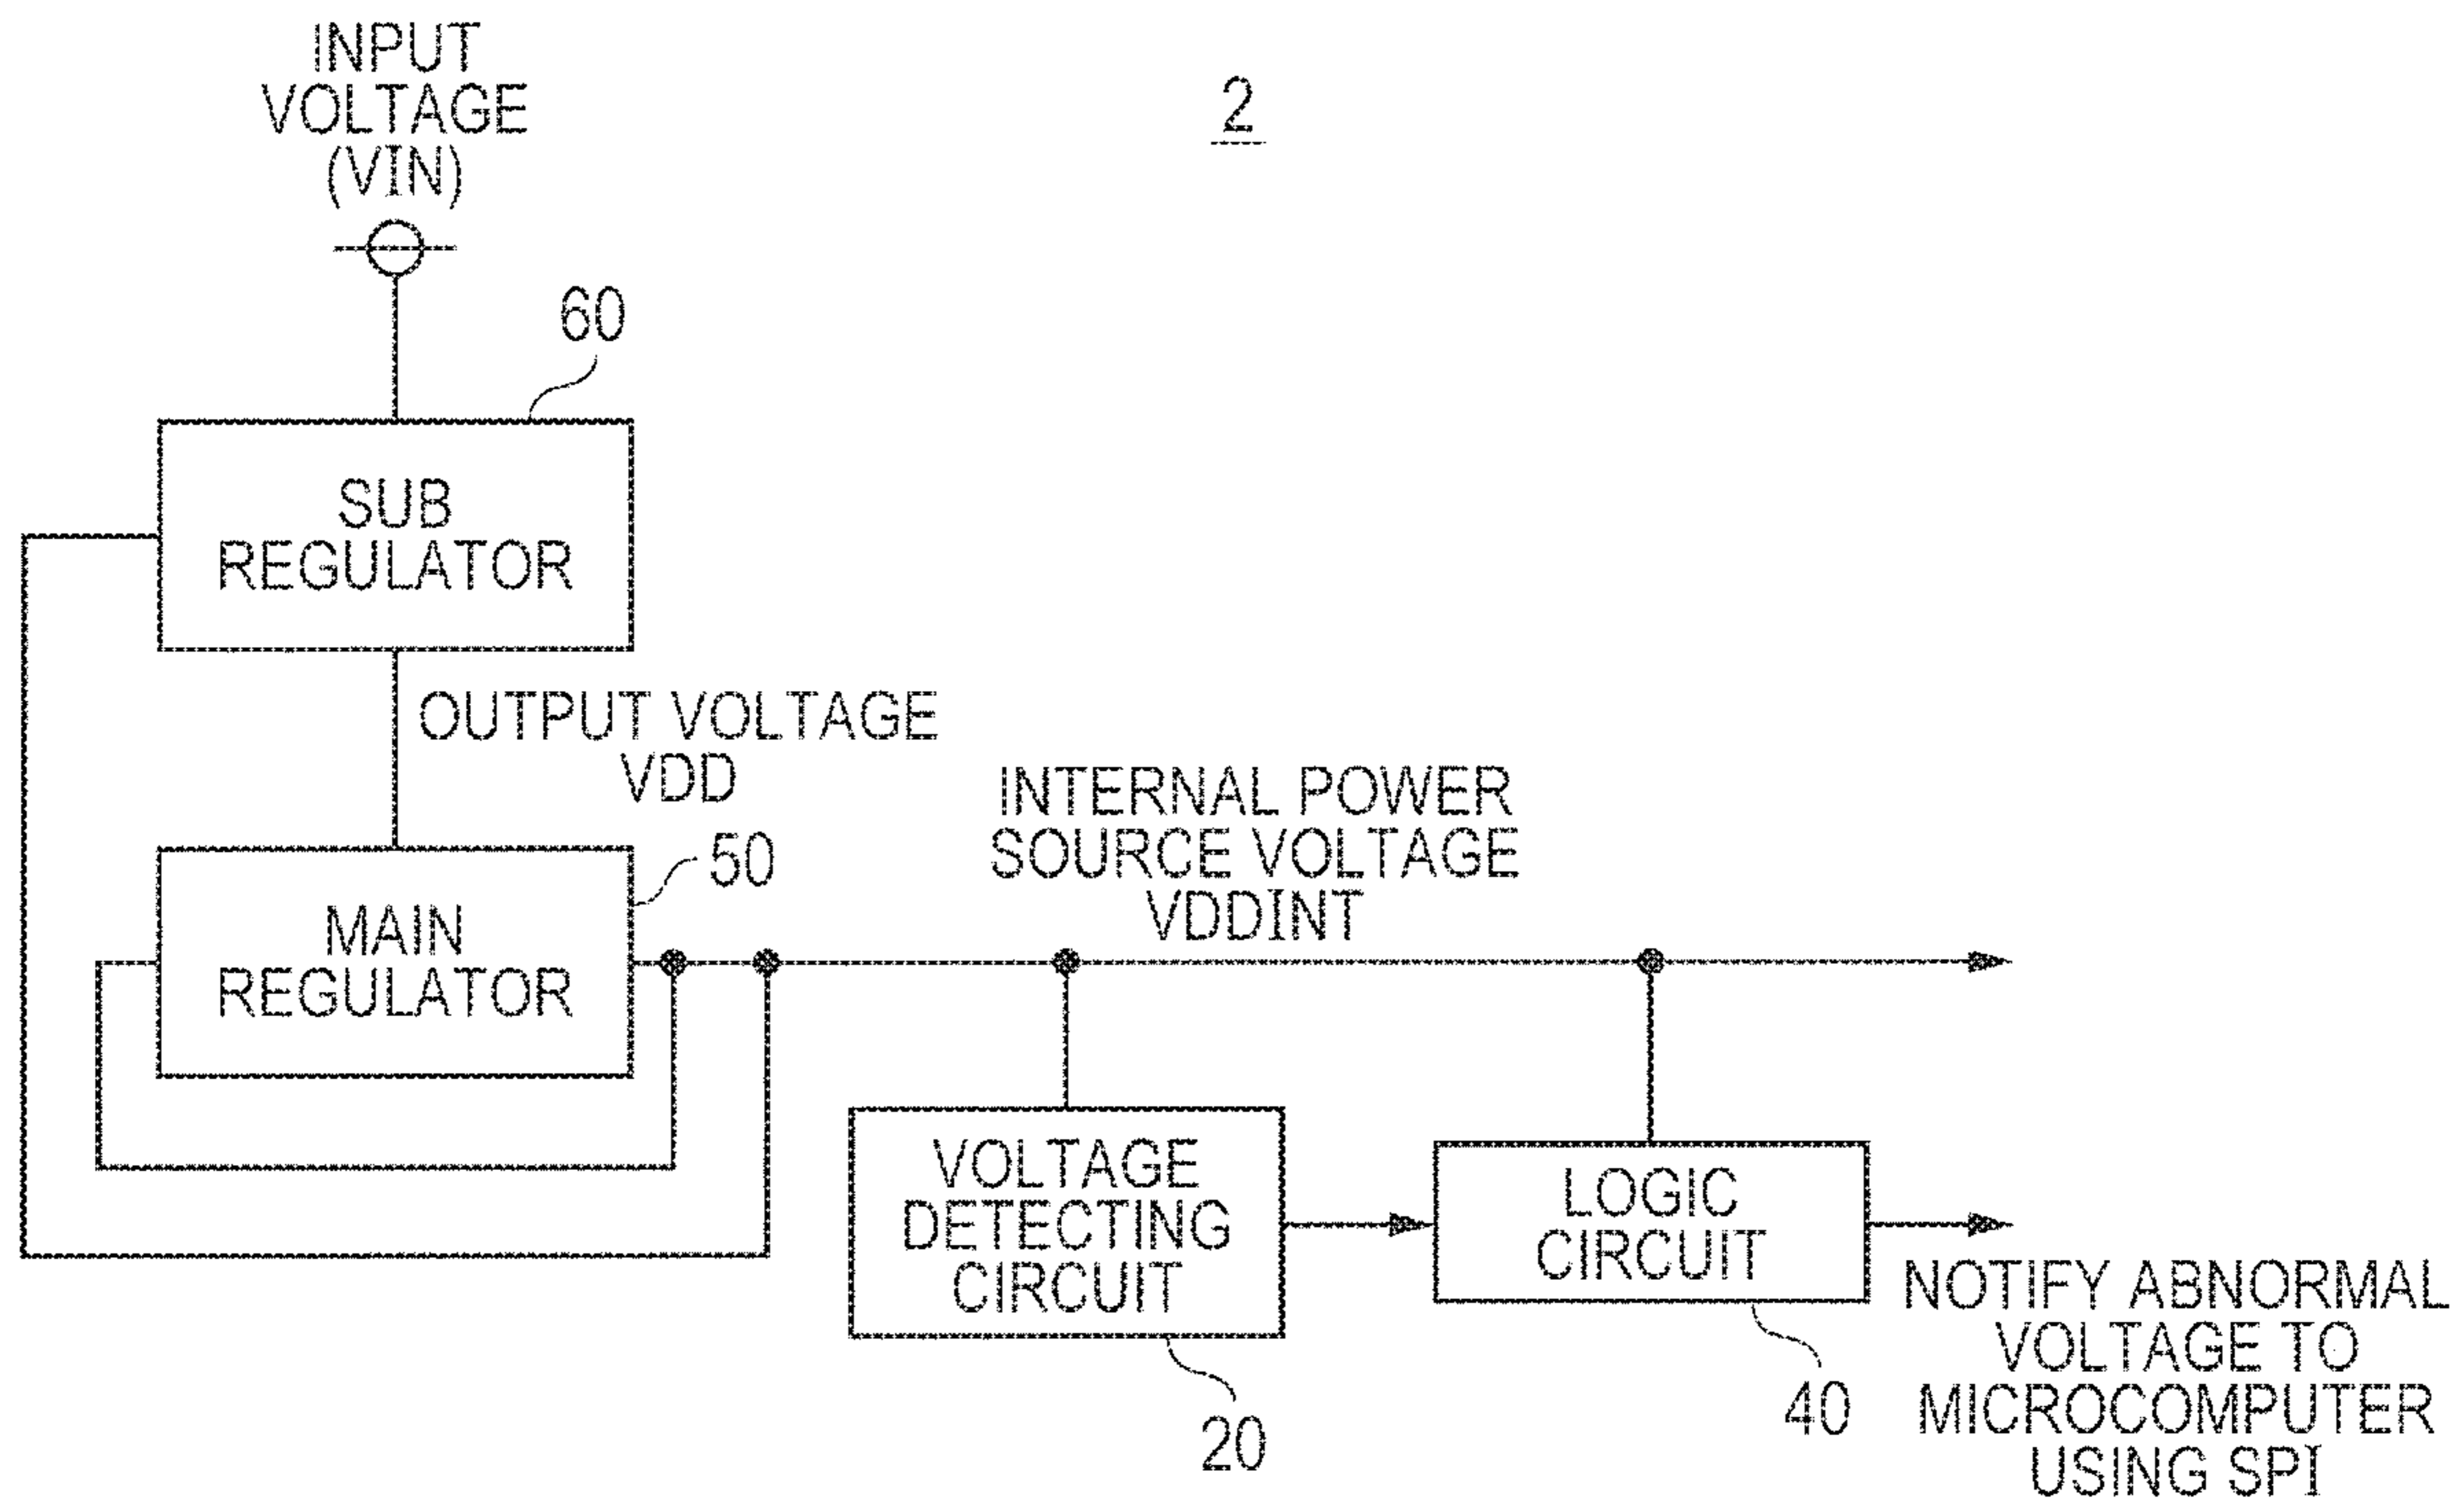 INPUT
VOLTAGE
(VIN)
2
60
SUB
REGULATOR
OUTPUT VOLTAGE
VDD
50
MAIN
REGULATOR
INTERNAL POWER
SOURCE VOLTAGE
VDDINT
VOLTAGE
DETECTING
CIRCUIT
20
LOGIC
CIRCUIT
40
NOTIFY ABNORMAL
VOLTAGE TO
MICROCOMPUTER
USING SPI